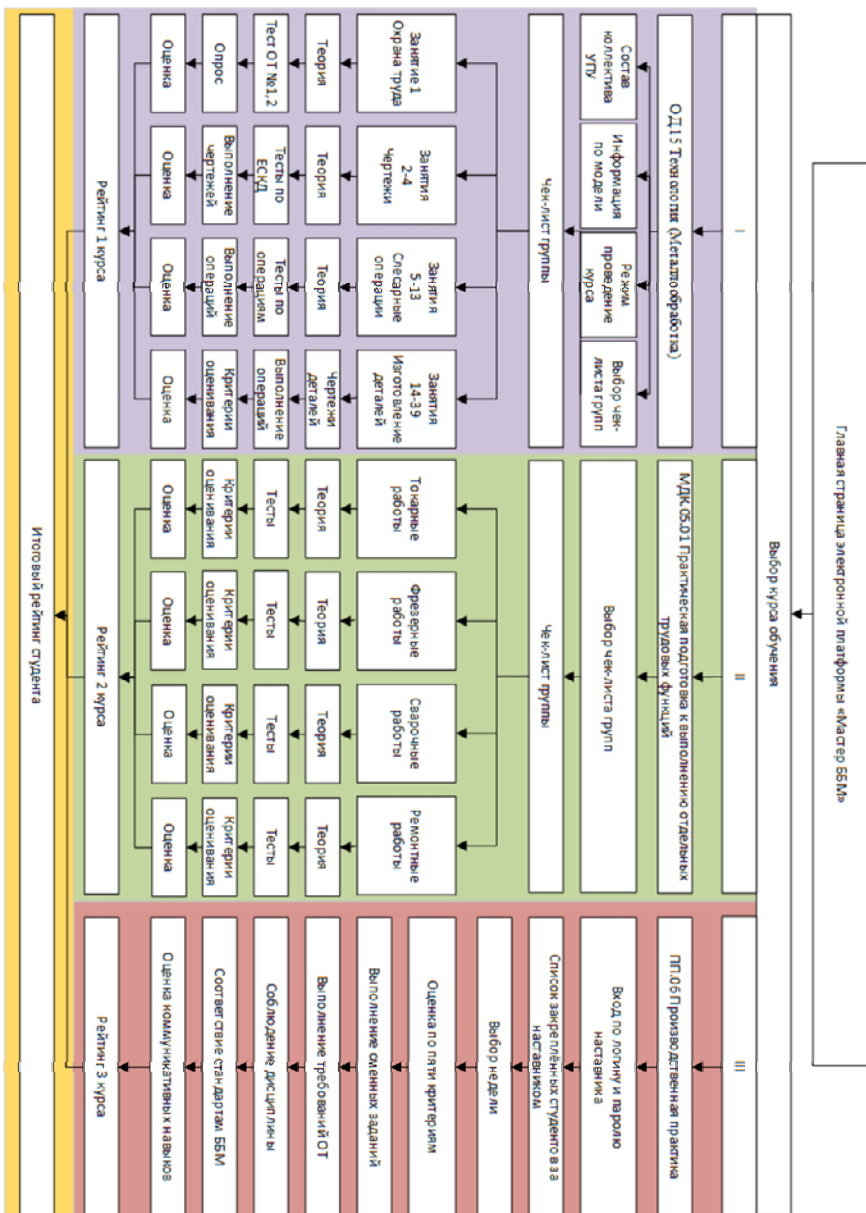 Главная страница электронной платформы «Мастер ББМ»
Выбор курса обучения
I
II
III
ОД15 Технология (Металлообработка)
МДК 05.01 Практическая подготовка к выполнению отдельных
трудовых функций
ПП.06 Производственная практика
Состав
коллектива
УПУ
Информация
по модели
Режим
проведение
курса
Выбор чек-
листа групп
Выбор чек-листа групп
Вход по логину и паролю
наставника
Чек-лист группы
Чек-лист группы
Список закреплённых студентов за
наставником
Выбор недели
Занятие 1
Охрана труда
Занятия
2-4
Чертежи
Занятия
5-13
Слесарные
операции
Занятия
14-39
Изготовление
деталей
Токарные
работы
Фрезерные
работы
Сварочные
работы
Ремонтные
работы
Оценка по пяти критериям
Выполнение сменных заданий
Теория
Теория
Теория
Чертежи
деталей
Теория
Теория
Теория
Теория
Выполнение требований ОТ
Тест ОТ №1,2
Тесты по
ЕСКД
Тесты по
операциям
Выполнение
операций
Тесты
Тесты
Тесты
Тесты
Соблюдение дисциплины
Опрос
Выполнение
чертежей
Выполнение
операций
Критерии
оценивания
Критерии
оценивания
Критерии
оценивания
Критерии
оценивания
Критерии
оценивания
Соответствие стандартам ББМ
Оценка
Оценка
Оценка
Оценка
Оценка
Оценка
Оценка
Оценка
Оценка коммуникативных навыков
Рейтинг 1 курса
Рейтинг 2 курса
Рейтинг 3 курса
Итоговый рейтинг студента